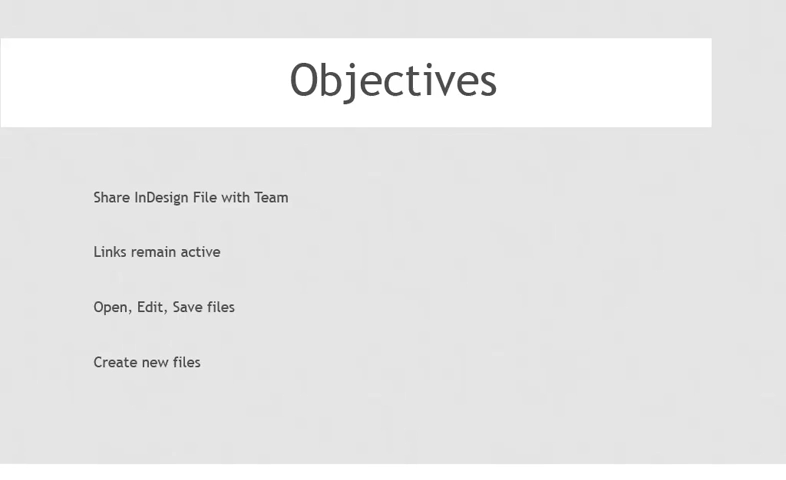 Objectives
Share InDesign File with Team
Links remain active
Open, Edit, Save files
Create new files